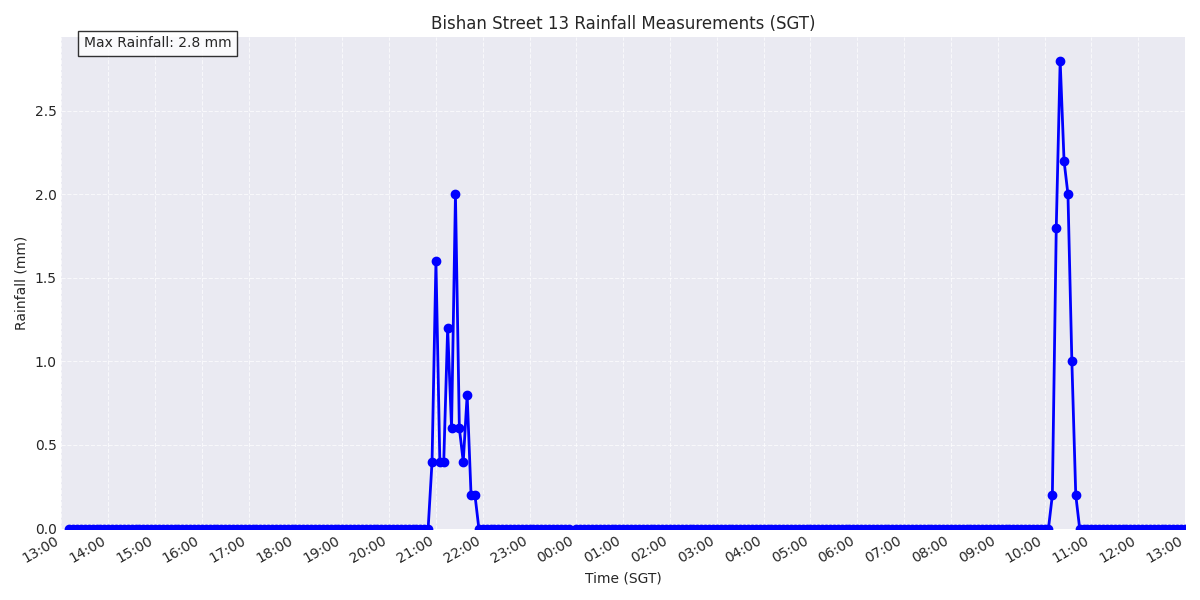 Bishan Street 13 Rainfall Measurements (SGT)
Max Rainfall: 2.8 mm
Rainfall (mm)
2.5
2.0
1.5
1.0
0.5
0.0
13:00 14:00 15:00 16:00 17:00 18:00 19:00 20:00 21:00 22:00 23:00 00:00 01:00 02:00 03:00 04:00 05:00 06:00 07:00 08:00 09:00 10:00 11:00 12:00 13:00
Time (SGT)